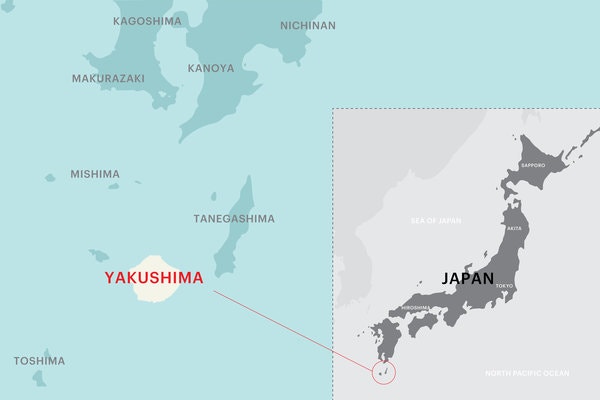 KAGOSHIMA
NICHINAN
KANOYA
MAKURAZAKI
MISHIMA
TANEGASHIMA
YAKUSHIMA
TOSHIMA
SAPPORO
SEA OF JAPAN
AKITA
JAPAN
TOKYO
HIROSHIMA
NORTH PACIFIC OCEAN